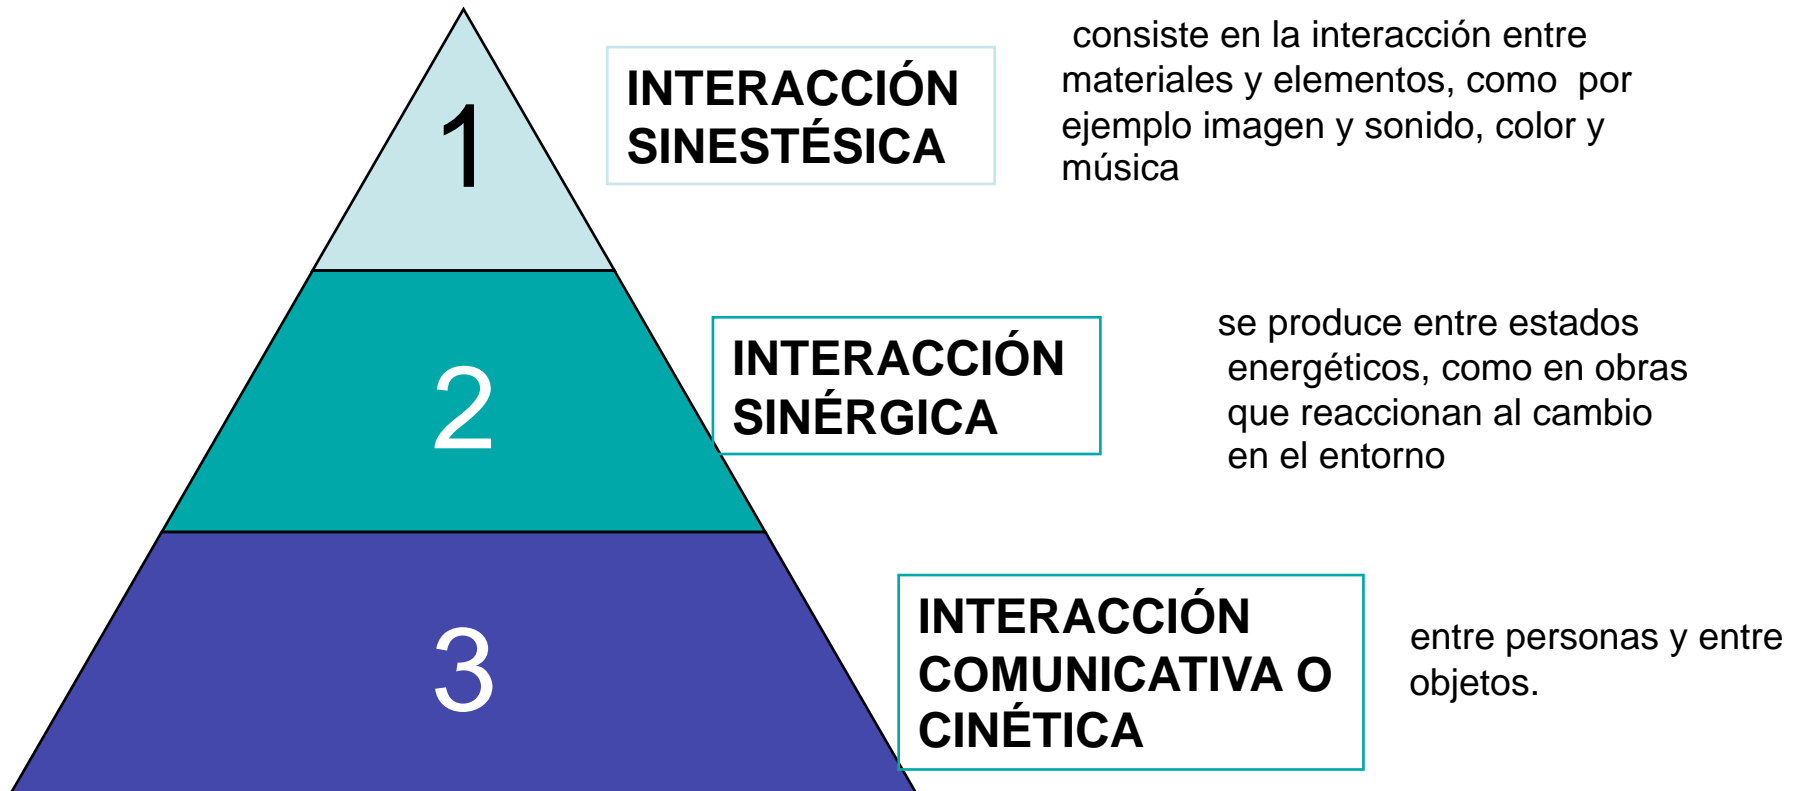 1
INTERACCIÓN
SINESTÉSICA
consiste en la interacción entre
materiales y elementos, como por
ejemplo imagen y sonido, color y
música
2
INTERACCIÓN
SINÉRGICA
se produce entre estados
energéticos, como en obras
que reaccionan al cambio
en el entorno
3
INTERACCIÓN
COMUNICATIVA O
CINÉTICA
entre personas y entre
objetos.